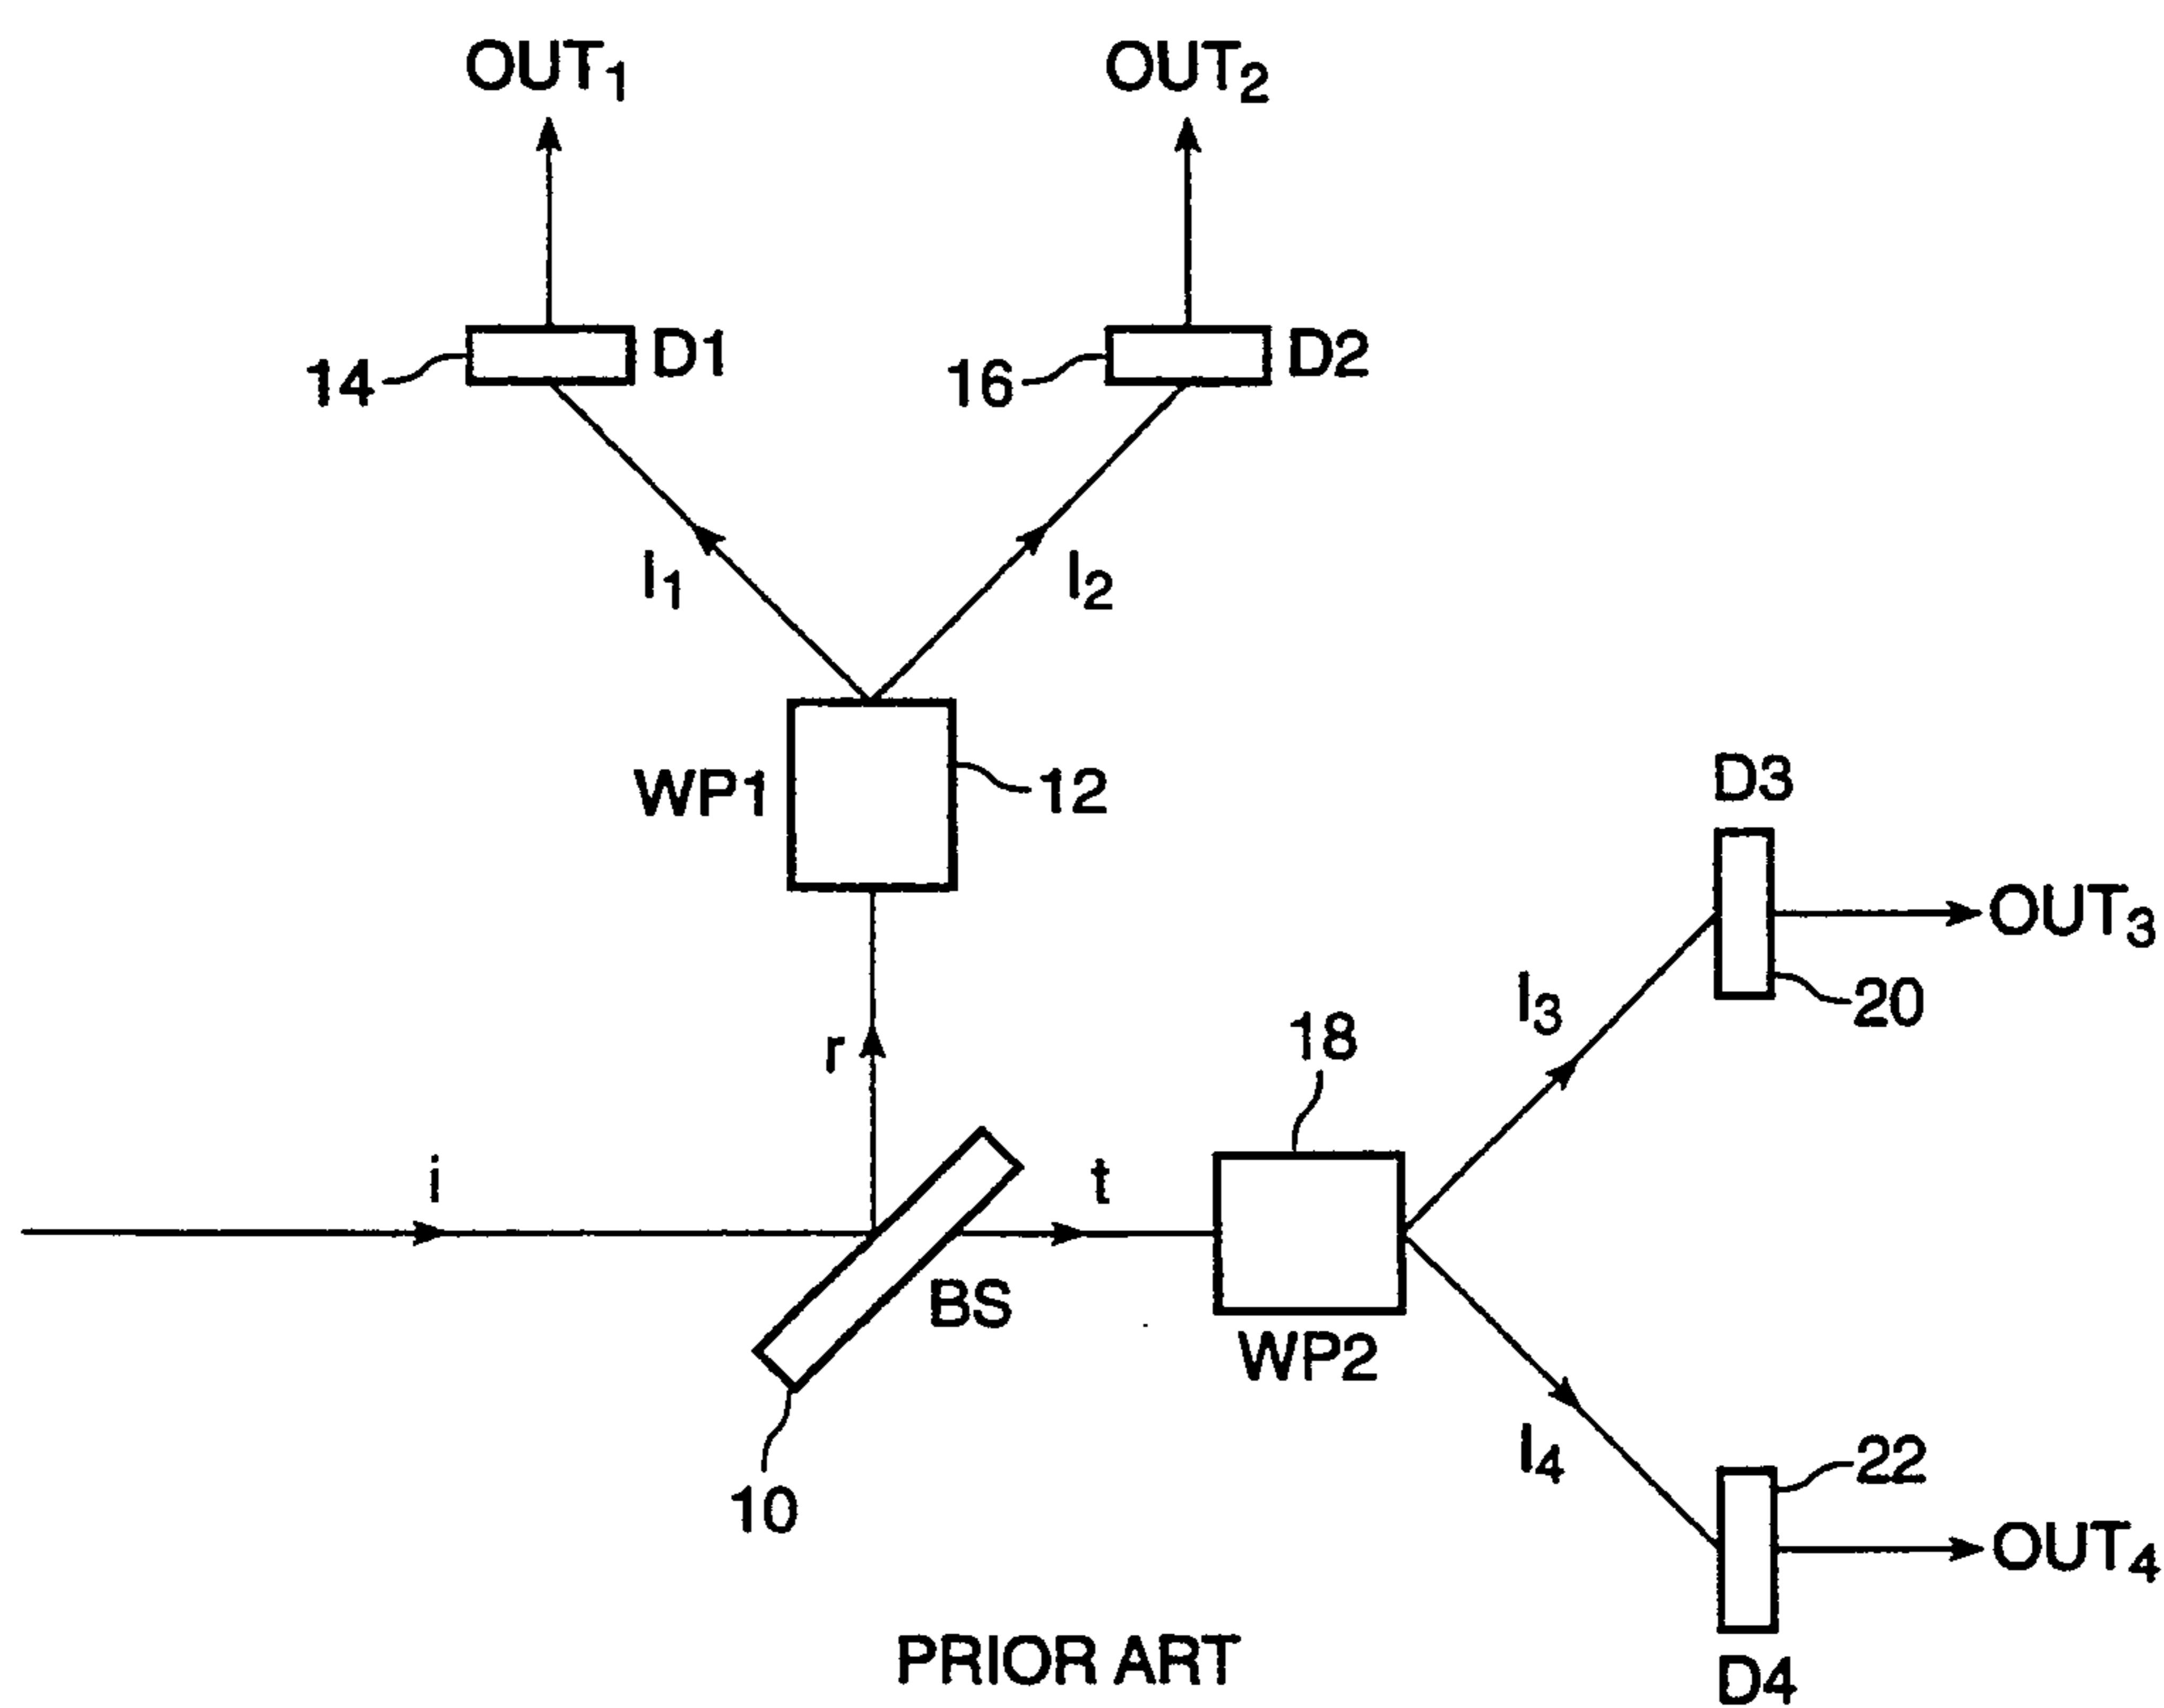 OUT₁
OUT₂
14
D1
16
D2
I₁
I₂
WP1
12
D3
OUT₃
20
I₃
r
18
i
t
BS
WP2
10
I₄
22
OUT₄
D4
PRIOR ART